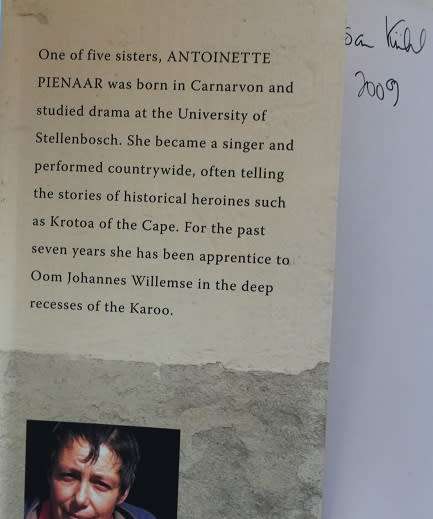 One of five sisters, ANTOINETTE
PIENAAR was born in Carnarvon and
studied drama at the University of
Stellenbosch. She became a singer and
performed countrywide, often telling
the stories of historical heroines such
as Krotoa of the Cape. For the past
seven years she has been apprentice to
Oom Johannes Willemse in the deep
recesses of the Karoo.
2009